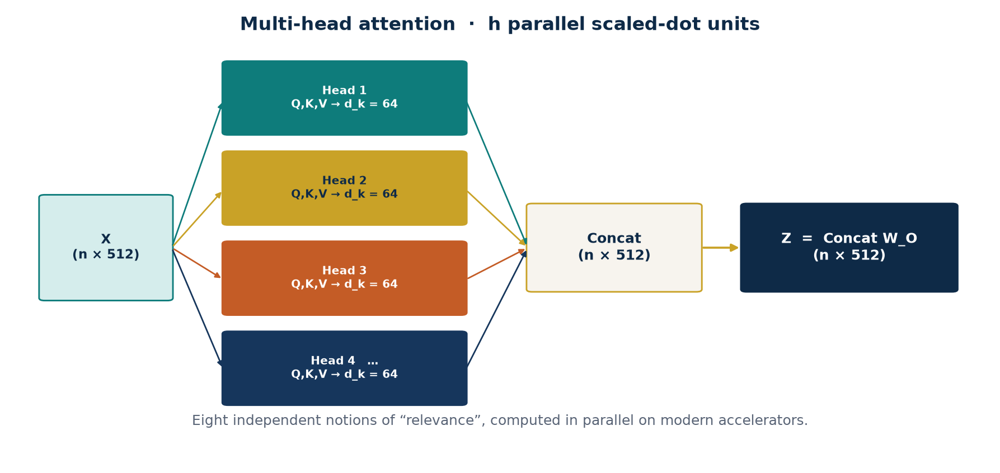 Multi-head attention · h parallel scaled-dot units
Head 1
Q,K,V → d_k = 64
Head 2
Q,K,V → d_k = 64
X
(n × 512)
Head 3
Q,K,V → d_k = 64
Head 4 …
Q,K,V → d_k = 64
Concat
(n × 512)
Z = Concat W_O
(n × 512)
Eight independent notions of “relevance”, computed in parallel on modern accelerators.